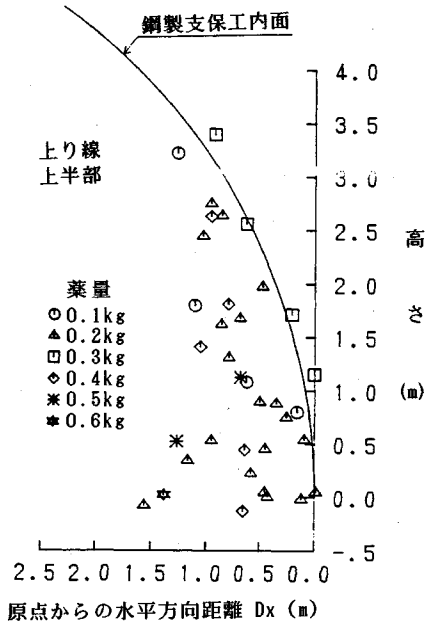 鋼製支保工内面
上り線
上半部
薬量
0.1kg
0.2kg
0.3kg
0.4kg
0.5kg
0.6kg
4.0
3.5
3.0
2.5
2.0
1.5
1.0
0.5
0.0
-.5
高さ (m)
2.5 2.0 1.5 1.0 0.5 0.0
原点からの水平方向距離 Dx (m)